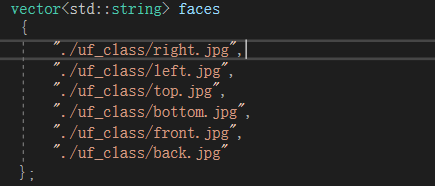 vector<std::string> faces
{
"./uf_class/right.jpg",
"./uf_class/left.jpg",
"./uf_class/top.jpg",
"./uf_class/bottom.jpg",
"./uf_class/front.jpg",
"./uf_class/back.jpg"
};